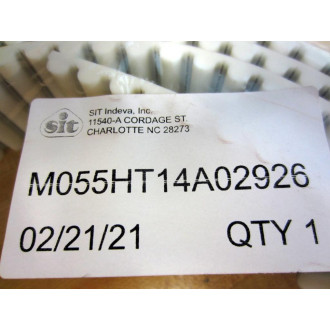 sit
SIT Indeva, Inc.
11540-A CORDAGE ST.
CHARLOTTE NC 28273
M055HT14A02926
02/21/21 QTY 1